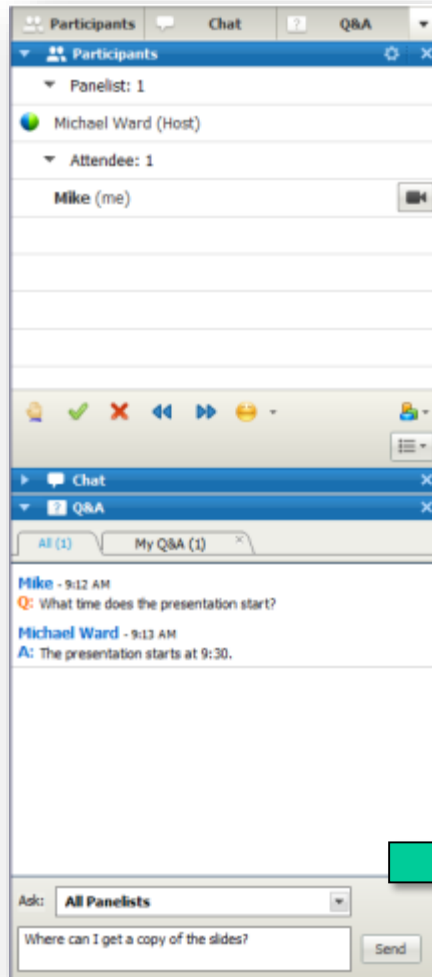 Participants Chat ? Q&A
Participants
Panelist: 1
Michael Ward (Host)
Attendee: 1
Mike (me)
Chat
? Q&A
All (1) My Q&A (1)
Mike - 9:12 AM
Q: What time does the presentation start?
Michael Ward - 9:13 AM
A: The presentation starts at 9:30.
Ask: All Panelists
Where can I get a copy of the slides?
Send